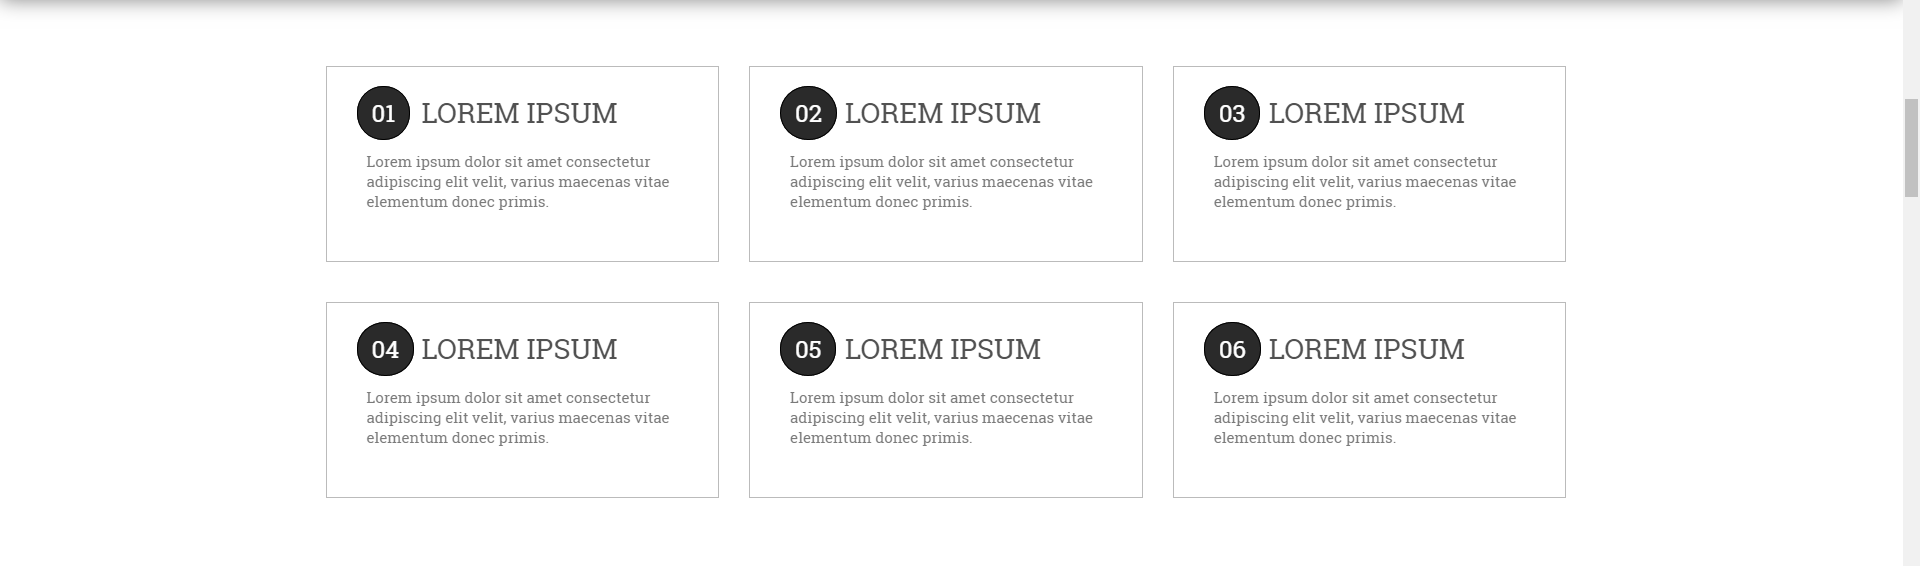 01 LOREM IPSUM
Lorem ipsum dolor sit amet consectetur
adipiscing elit velit, varius maecenas vitae
elementum donec primis.
02 LOREM IPSUM
Lorem ipsum dolor sit amet consectetur
adipiscing elit velit, varius maecenas vitae
elementum donec primis.
03 LOREM IPSUM
Lorem ipsum dolor sit amet consectetur
adipiscing elit velit, varius maecenas vitae
elementum donec primis.
04 LOREM IPSUM
Lorem ipsum dolor sit amet consectetur
adipiscing elit velit, varius maecenas vitae
elementum donec primis.
05 LOREM IPSUM
Lorem ipsum dolor sit amet consectetur
adipiscing elit velit, varius maecenas vitae
elementum donec primis.
06 LOREM IPSUM
Lorem ipsum dolor sit amet consectetur
adipiscing elit velit, varius maecenas vitae
elementum donec primis.